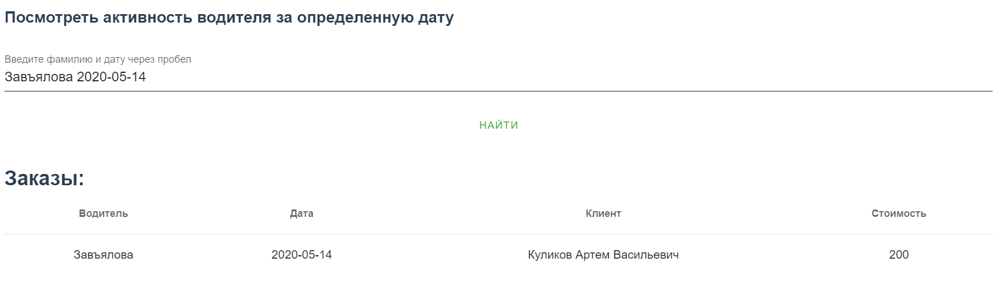 Посмотреть активность водителя за определенную дату
Введите фамилию и дату через пробел
Завъялова 2020-05-14
НАЙТИ
Заказы:
Водитель Дата Клиент Стоимость
Завъялова 2020-05-14 Куликов Артем Васильевич 200